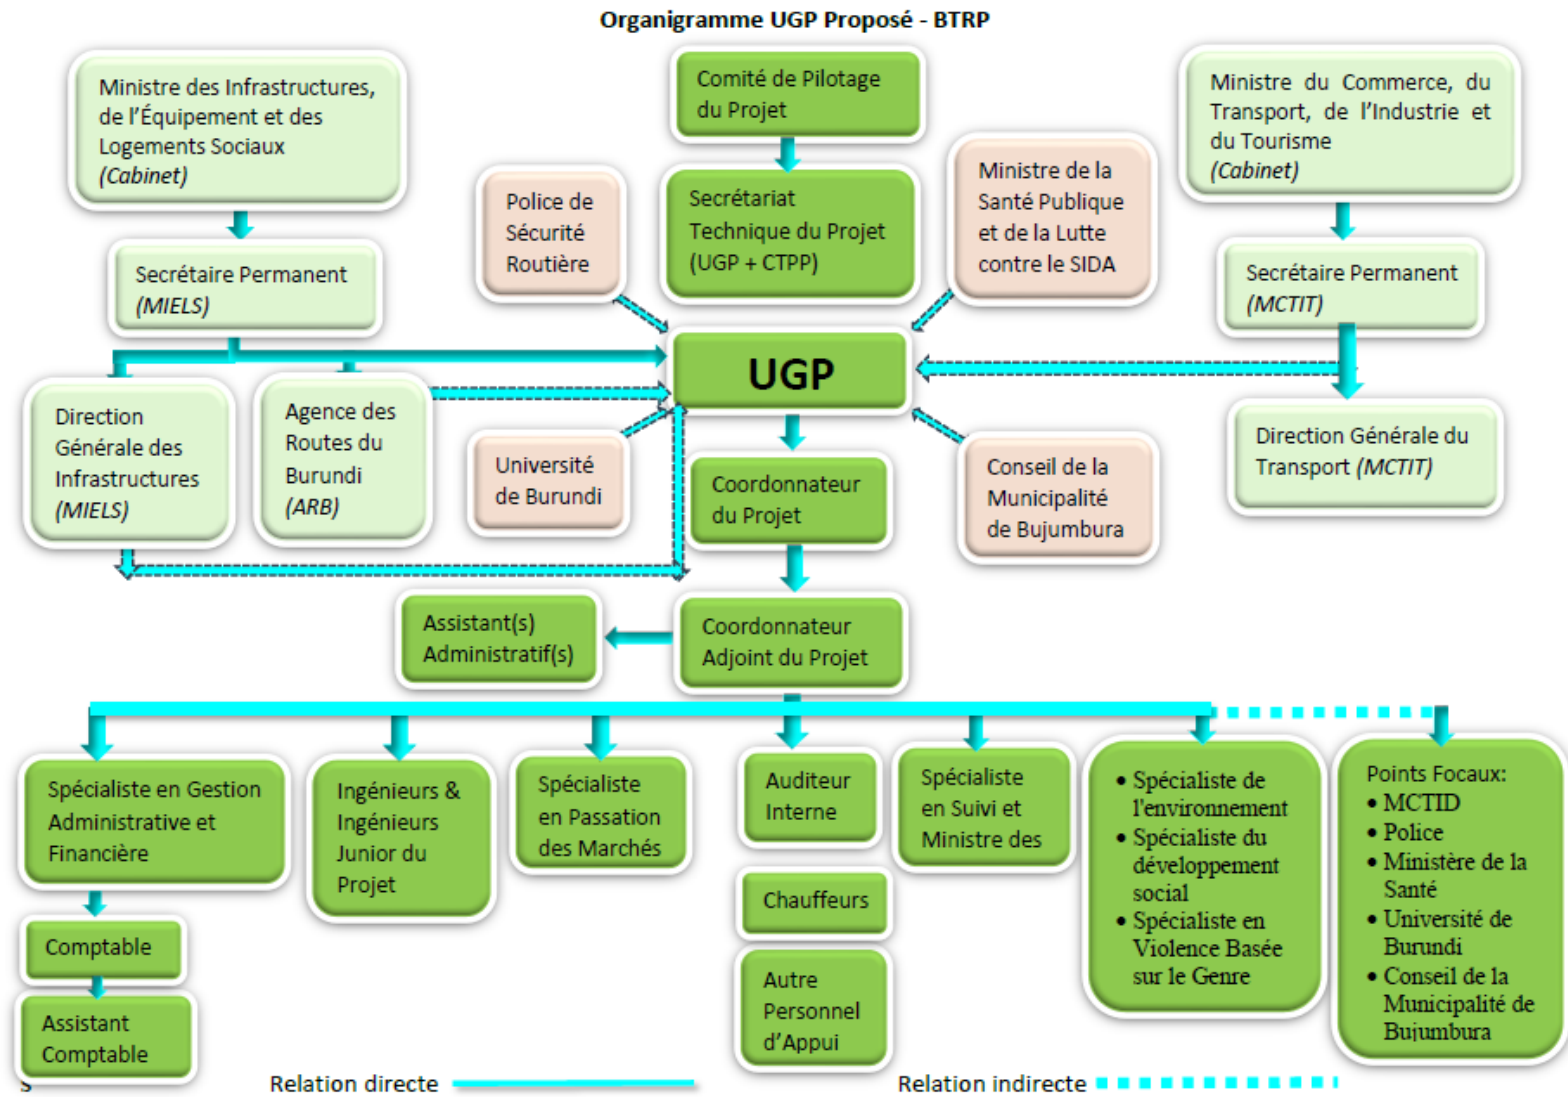 Organigramme UGP Proposé - BTRP
Ministre des Infrastructures,
de l'Équipement et des
Logements Sociaux
(Cabinet)
Comité de Pilotage
du Projet
Ministre du Commerce, du
Transport, de l'Industrie et
du Tourisme
(Cabinet)
Police de
Sécurité
Routière
Secrétariat
Technique du Projet
(UGP + CTPP)
Ministre de la
Santé Publique
et de la Lutte
contre le SIDA
Secrétaire Permanent
(MIELS)
Secrétaire Permanent
(MCTIT)
UGP
Direction
Générale des
Infrastructures
(MIELS)
Agence des
Routes du
Burundi
(ARB)
Université
de Burundi
Coordonnateur
du Projet
Conseil de la
Municipalité
de Bujumbura
Direction Générale du
Transport (MCTIT)
Assistant(s)
Administratif(s)
Coordonnateur
Adjoint du Projet
Spécialiste en Gestion
Administrative et
Financière
Ingénieurs &
Ingénieurs
Junior du
Projet
Spécialiste
en Passation
des Marchés
Auditeur
Interne
Spécialiste
en Suivi et
Ministre des
• Spécialiste de
l'environnement
• Spécialiste du
développement
social
• Spécialiste en
Violence Basée
sur le Genre
Points Focaux:
• MCTID
• Police
• Ministère de la
Santé
• Université de
Burundi
• Conseil de la
Municipalité de
Bujumbura
Chauffeurs
Comptable
Autre
Personnel
d'Appui
Assistant
Comptable
s
Relation directe
Relation indirecte